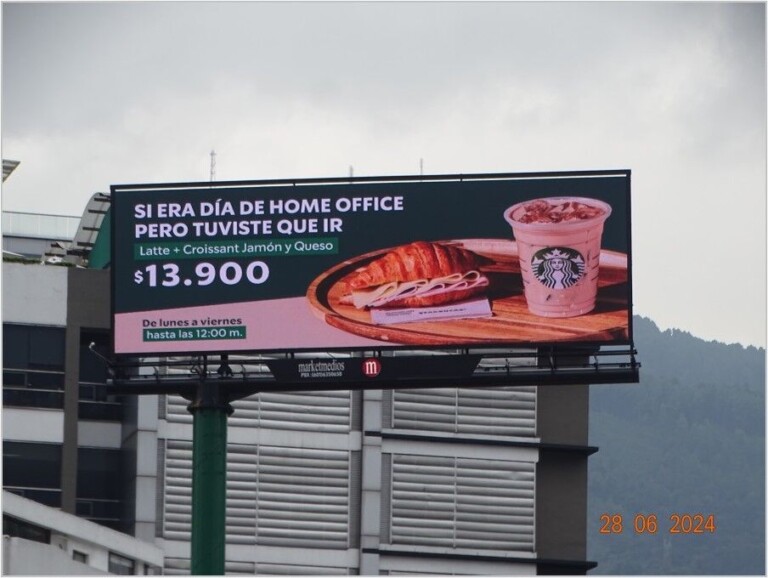 SI ERA DÍA DE HOME OFFICE
PERO TUVISTE QUE IR
Latte + Croissant Jamón y Queso
$13.900
De lunes a viernes
hasta las 12:00 m.
marketmedios
M
28 06 2024